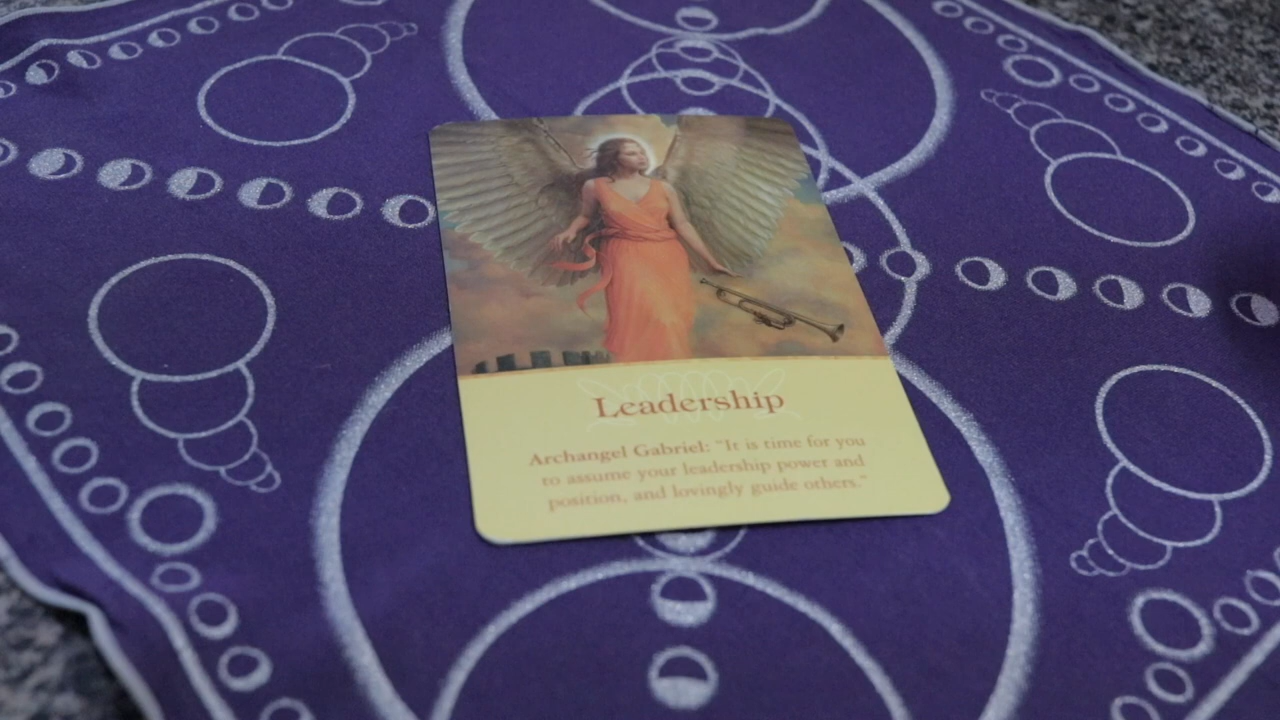 Leadership
Archangel Gabriel: "It is time for you
to assume your leadership power and
position, and lovingly guide others."